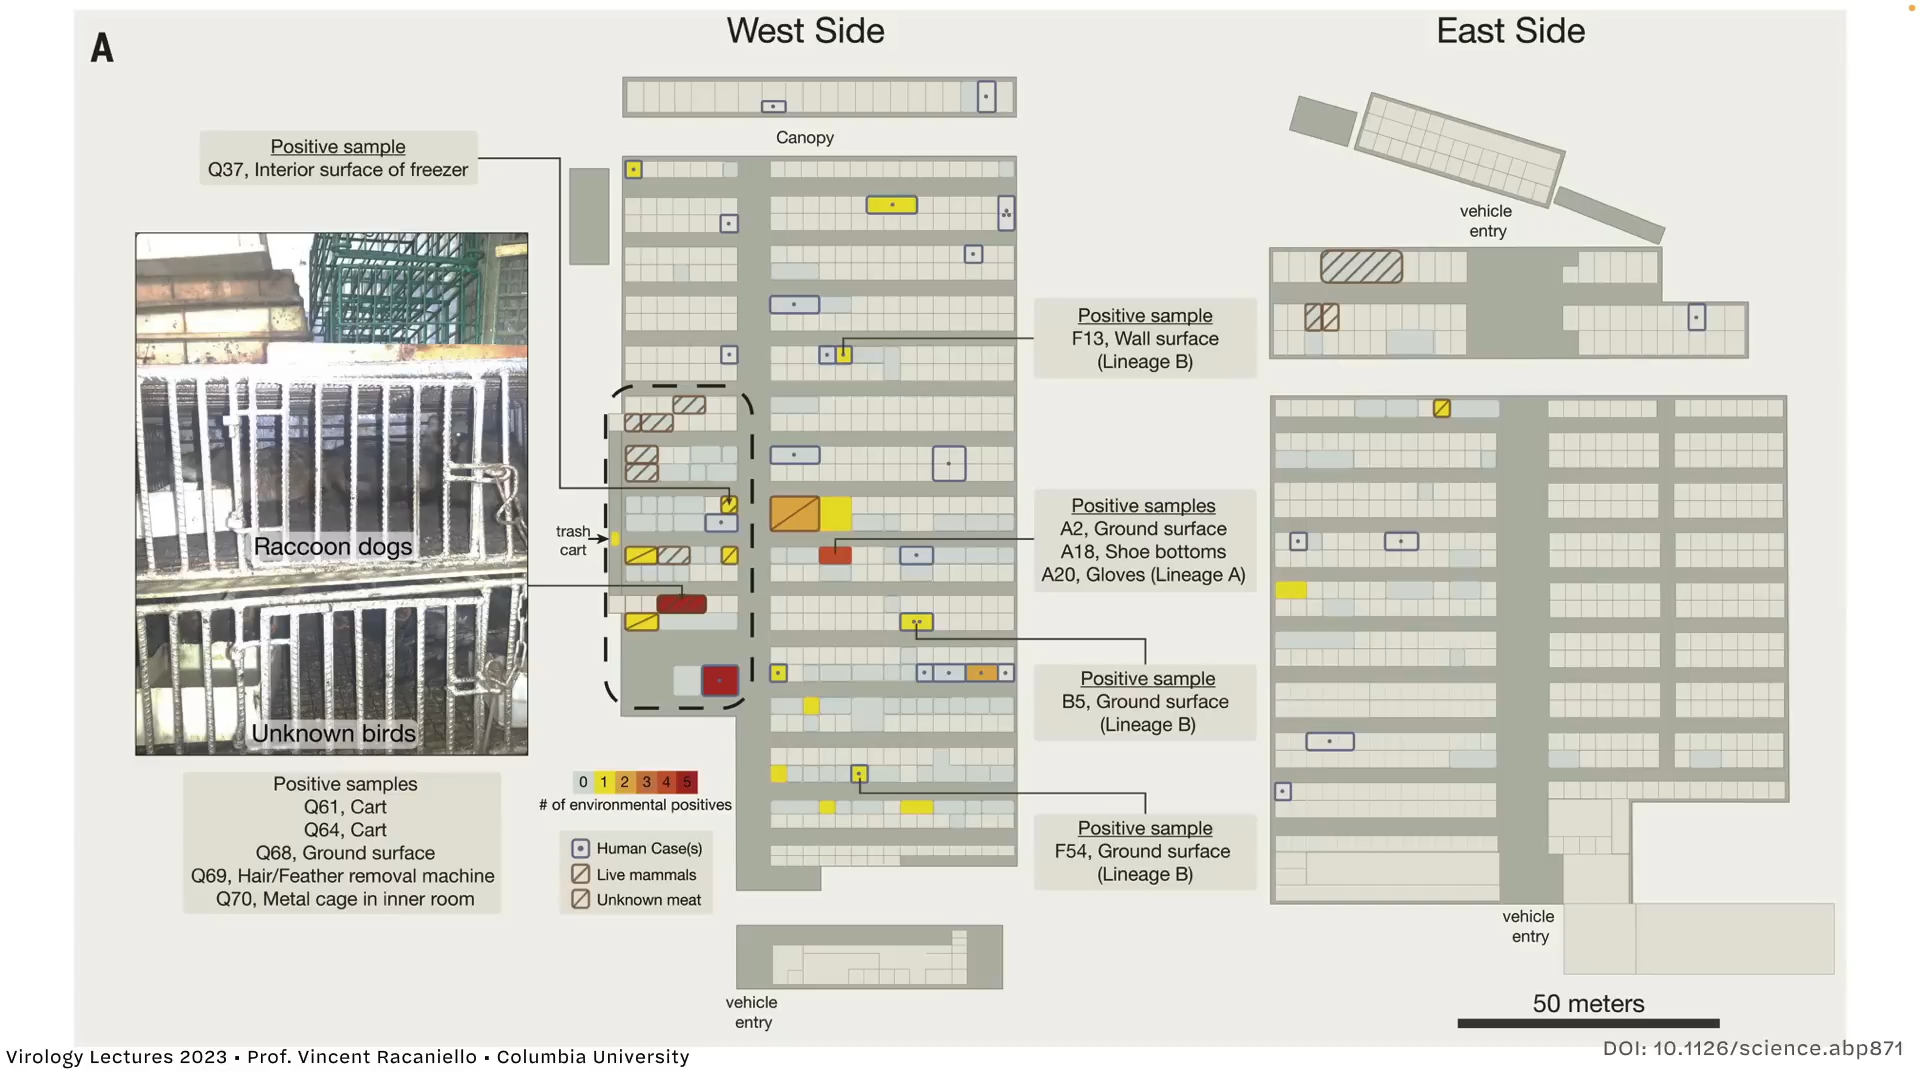 A
West Side
East Side
Canopy
Positive sample
Q37, Interior surface of freezer
vehicle
entry
Positive sample
F13, Wall surface
(Lineage B)
Positive samples
A2, Ground surface
A18, Shoe bottoms
A20, Gloves (Lineage A)
trash
cart
Raccoon dogs
Unknown birds
Positive sample
B5, Ground surface
(Lineage B)
Positive samples
Q61, Cart
Q64, Cart
Q68, Ground surface
Q69, Hair/Feather removal machine
Q70, Metal cage in inner room
0 1 2 3 4 5
# of environmental positives
Human Case(s)
Live mammals
Unknown meat
Positive sample
F54, Ground surface
(Lineage B)
vehicle
entry
vehicle
entry
50 meters
Virology Lectures 2023 • Prof. Vincent Racaniello • Columbia University
DOI: 10.1126/science.abp871